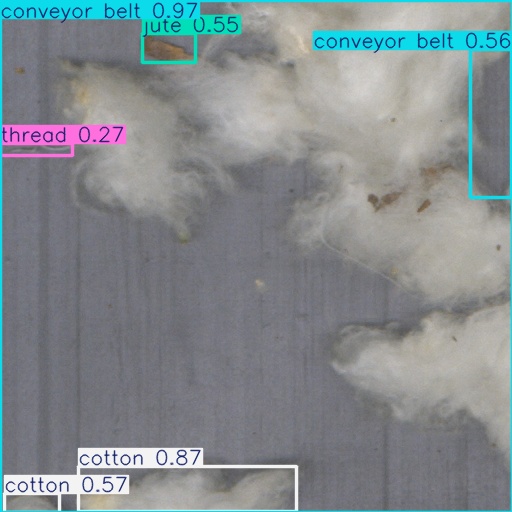 conveyor belt 0.97
jute 0.55
conveyor belt 0.56
thread 0.27
cotton 0.87
cotton 0.57